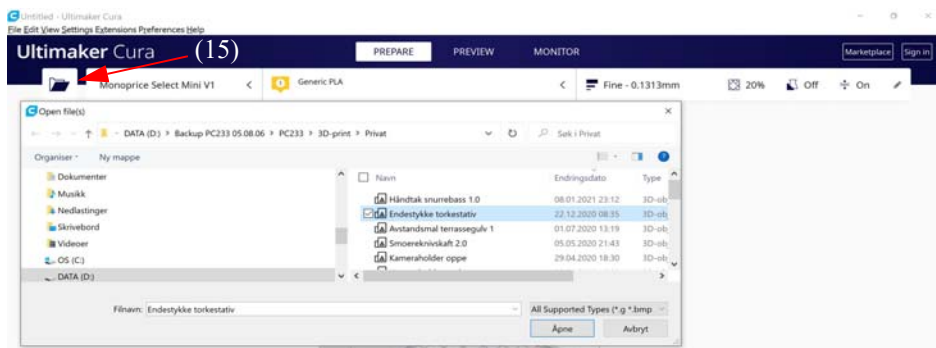 Untitled - Ultimaker Cura
File Edit View Settings Extensions Preferences Help
Ultimaker Cura (15) PREPARE PREVIEW MONITOR Marketplace Sign in
Monoprice Select Mini V1 Generic PLA Fine - 0.1313mm 20% Off On
Open file(s)
DATA (D:) > Backup PC233 05.08.06 > PC233 > 3D-print > Privat Søk i Privat
Organiser Ny mappe
Dokumenter Navn Endringsdato Type
Musikk Håndtak snurrebass 1.0 08.01.2021 23:12 3D-ob
Nedlastinger Endestykke torkestativ 22.12.2020 08:35 3D-ob
Skrivebord Avstandsmal terrassegulv 1 01.07.2020 13:19 3D-ob
Videoer Smoereknivskaft 2.0 05.05.2020 21:43 3D-ob
OS (C:) Kameraholder oppe 29.04.2020 18:30 3D-ob
DATA (D:)
Filnavn: Endestykke torkestativ All Supported Types (*.g *.bmp
Åpne Avbryt